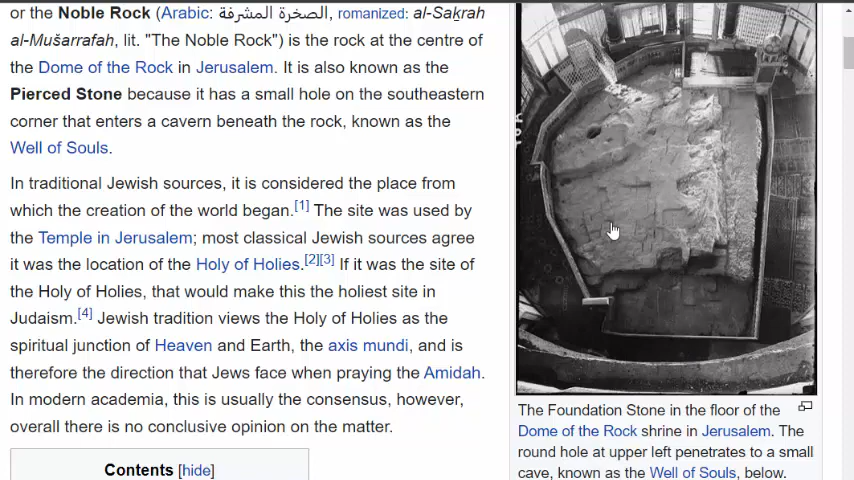 or the Noble Rock (Arabic: الصخرة المشرفة, romanized: al-Saḵrah
al-Mušarrafah, lit. "The Noble Rock") is the rock at the centre of
the Dome of the Rock in Jerusalem. It is also known as the
Pierced Stone because it has a small hole on the southeastern
corner that enters a cavern beneath the rock, known as the
Well of Souls.
In traditional Jewish sources, it is considered the place from
which the creation of the world began.[1] The site was used by
the Temple in Jerusalem; most classical Jewish sources agree
it was the location of the Holy of Holies.[2][3] If it was the site of
the Holy of Holies, that would make this the holiest site in
Judaism.[4] Jewish tradition views the Holy of Holies as the
spiritual junction of Heaven and Earth, the axis mundi, and is
therefore the direction that Jews face when praying the Amidah.
In modern academia, this is usually the consensus, however,
overall there is no conclusive opinion on the matter.
Contents [hide]
The Foundation Stone in the floor of the
Dome of the Rock shrine in Jerusalem. The
round hole at upper left penetrates to a small
cave, known as the Well of Souls, below.